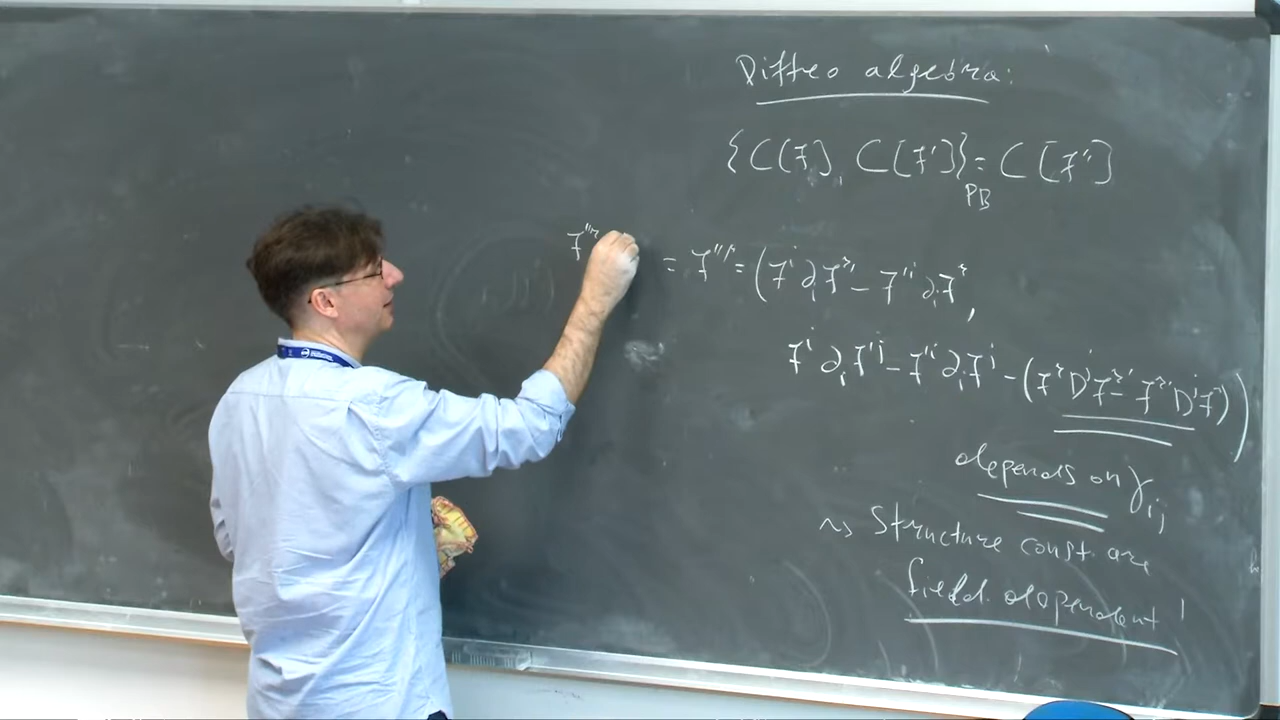 Diffeo algebra:
{C[ξ], C[ξ']}_PB = C[ξ'']
ξ''^r = ξ''^μ = (ξ^i ∂_i ξ'^r − ξ'^i ∂_i ξ^r,
ξ^i ∂_i ξ'^j − ξ'^i ∂_i ξ^j − (ξ^r D^j ξ'^r − ξ'^r D^j ξ^r))
depends on γ_ij
⇝ Structure const. are
field dependent!